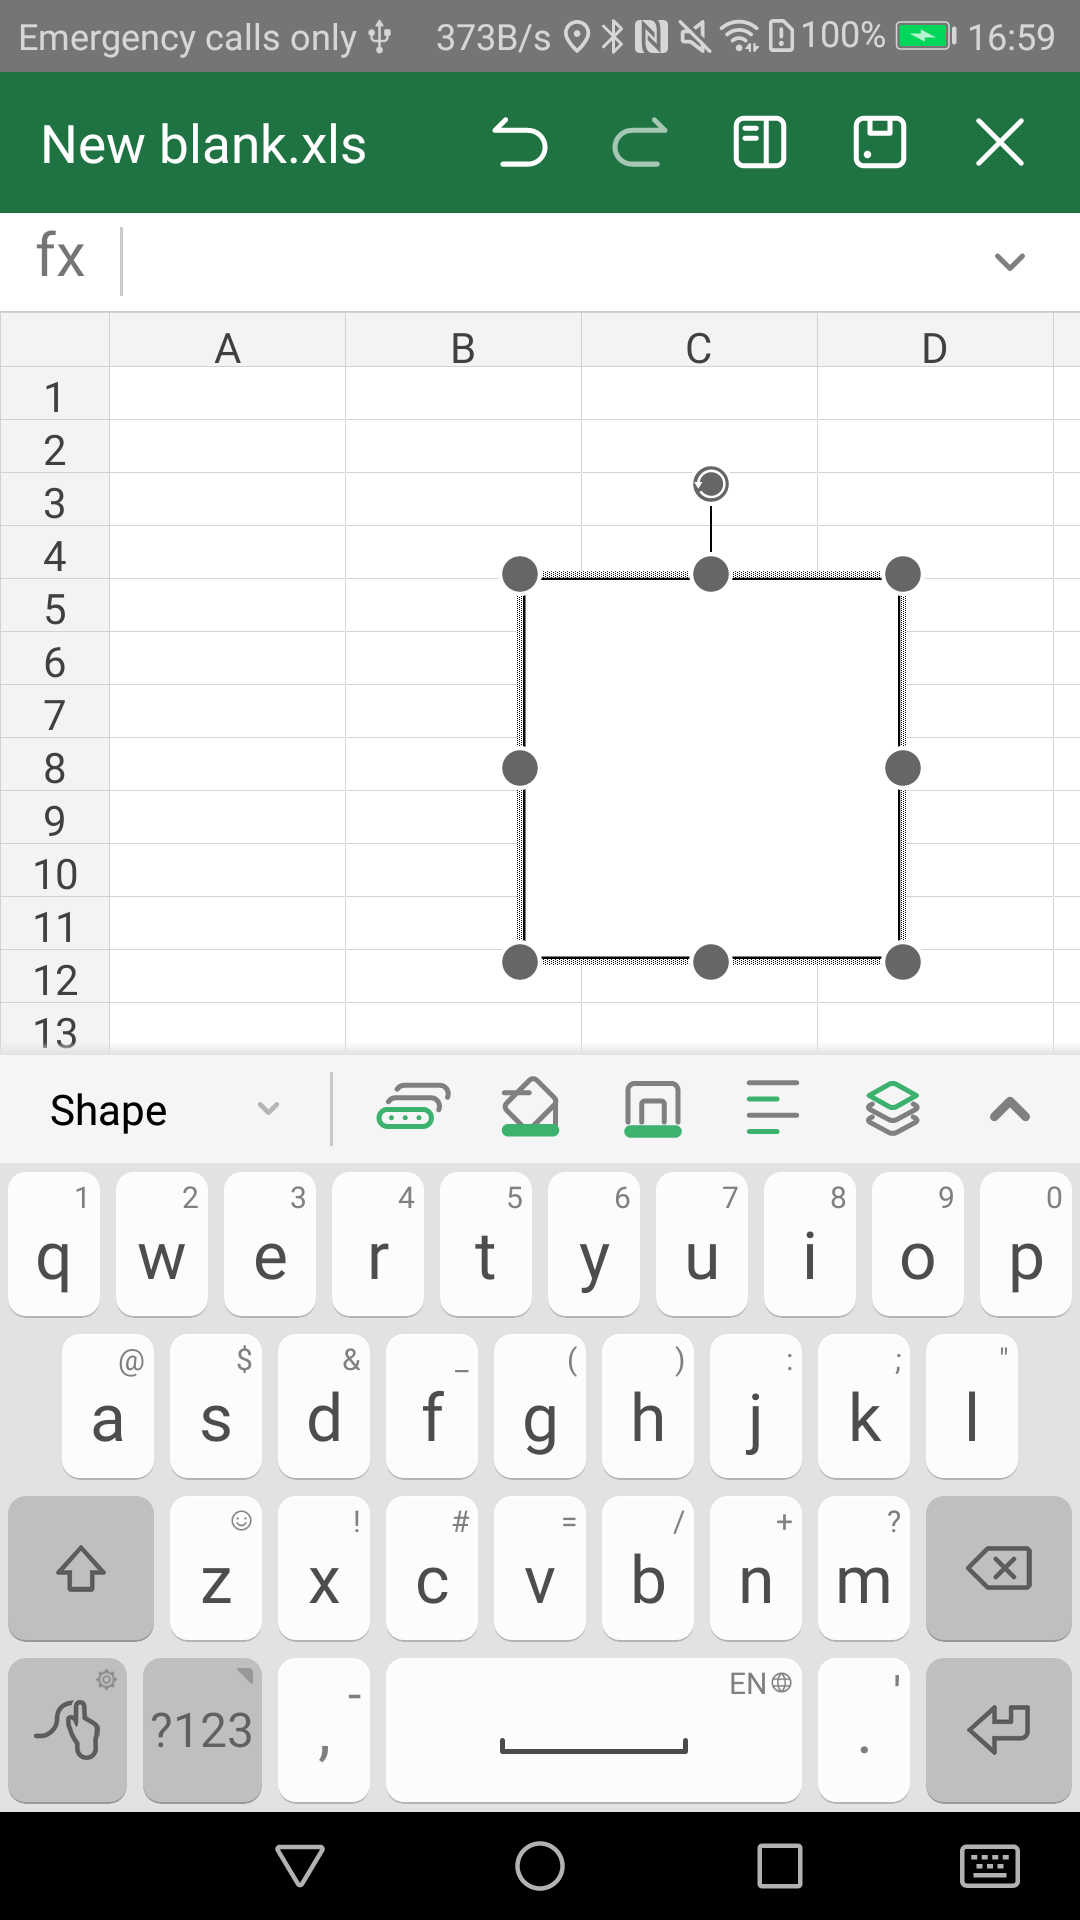 Emergency calls only 373B/s 100% 16:59
New blank.xls
fx
A B C D
1
2
3
4
5
6
7
8
9
10
11
12
13
Shape
1 2 3 4 5 6 7 8 9 0
q w e r t y u i o p
@ $ & _ ( ) : ; "
a s d f g h j k l
! # = / + ?
z x c v b n m
- EN '
?123 , .